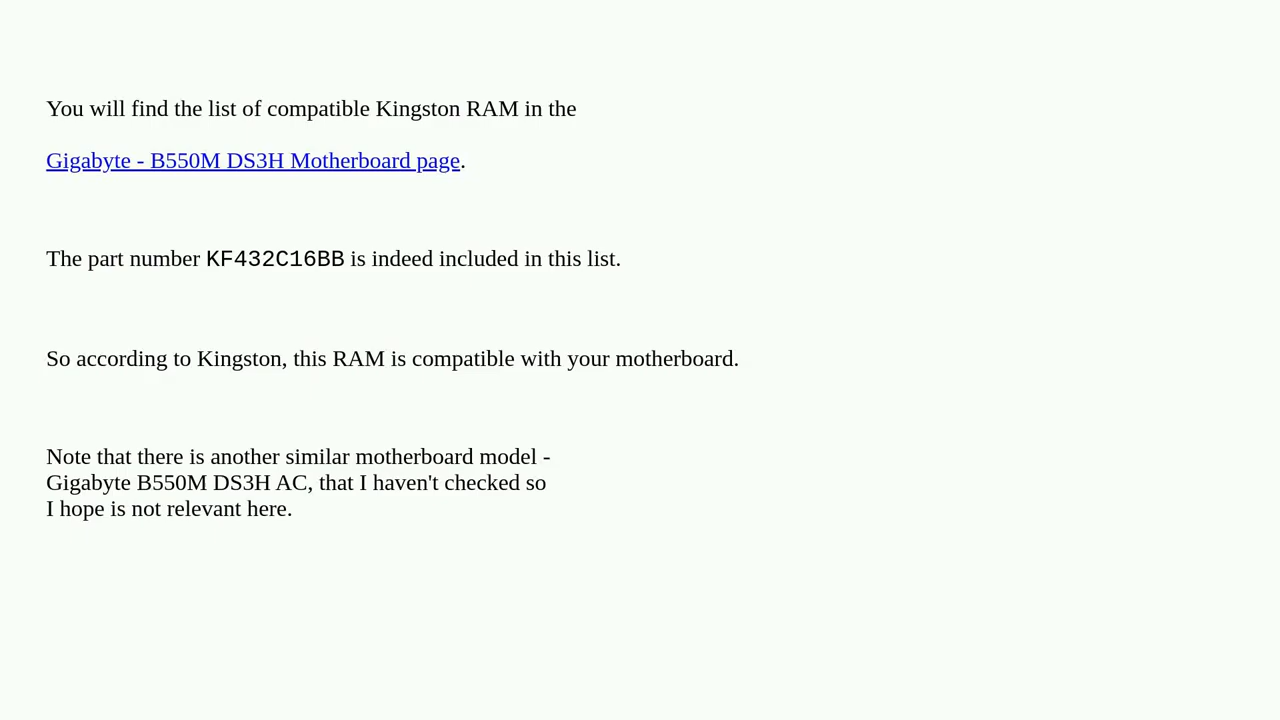 You will find the list of compatible Kingston RAM in the
Gigabyte - B550M DS3H Motherboard page.
The part number KF432C16BB is indeed included in this list.
So according to Kingston, this RAM is compatible with your motherboard.
Note that there is another similar motherboard model -
Gigabyte B550M DS3H AC, that I haven't checked so
I hope is not relevant here.